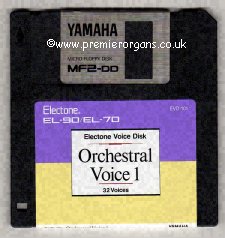 YAMAHA
© www.premierorgans.co.uk
MICRO FLOPPY DISK
MF2-DD
Electone
EL-90/EL-70
Electone Voice Disk
Orchestral
Voice 1
32 Voices
YAMAHA